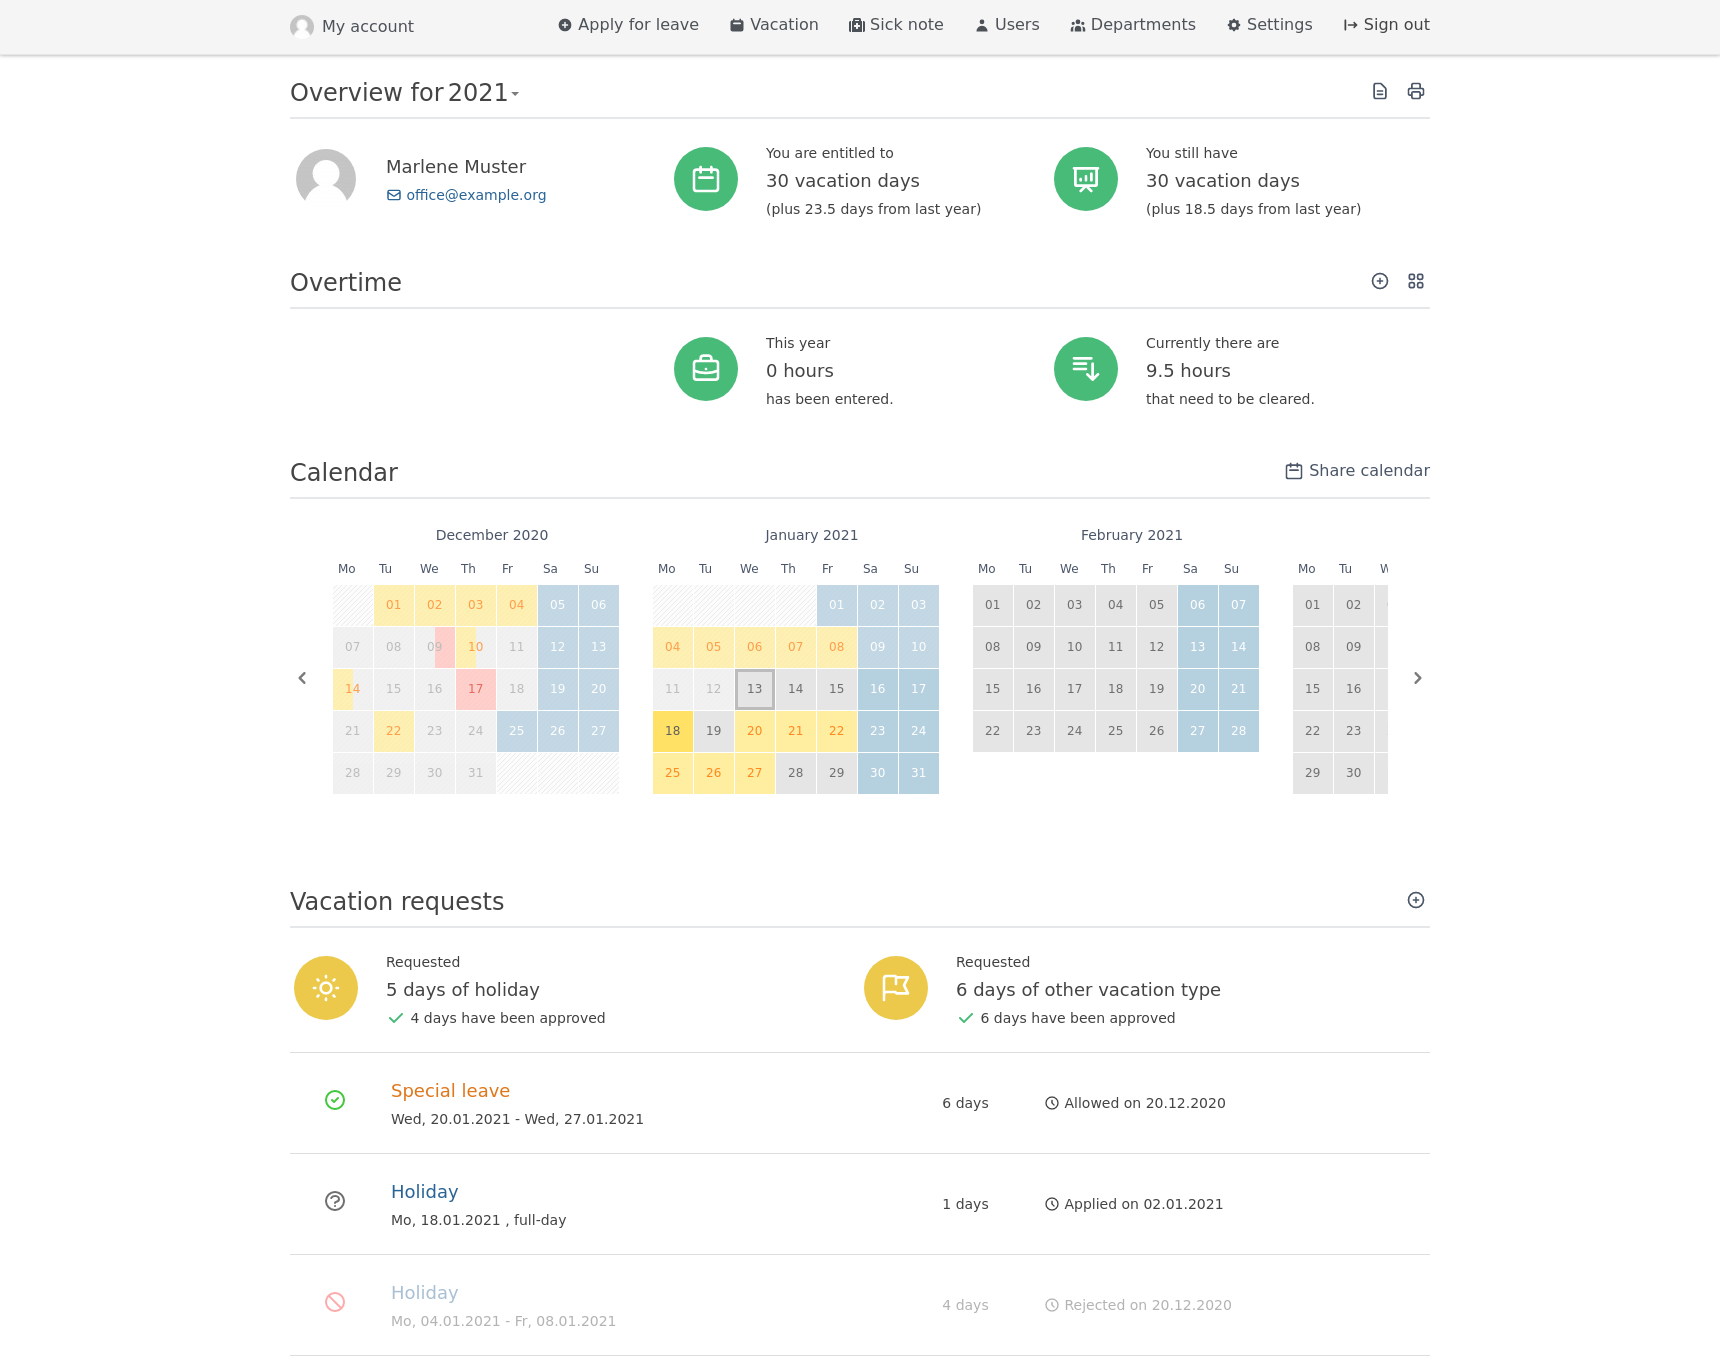 My account Apply for leave Vacation Sick note Users Departments Settings Sign out
Overview for 2021
Marlene Muster
office@example.org
You are entitled to
30 vacation days
(plus 23.5 days from last year)
You still have
30 vacation days
(plus 18.5 days from last year)
Overtime
This year
0 hours
has been entered.
Currently there are
9.5 hours
that need to be cleared.
Calendar Share calendar
December 2020
Mo Tu We Th Fr Sa Su
01 02 03 04 05 06
07 08 09 10 11 12 13
14 15 16 17 18 19 20
21 22 23 24 25 26 27
28 29 30 31
January 2021
Mo Tu We Th Fr Sa Su
01 02 03
04 05 06 07 08 09 10
11 12 13 14 15 16 17
18 19 20 21 22 23 24
25 26 27 28 29 30 31
February 2021
Mo Tu We Th Fr Sa Su
01 02 03 04 05 06 07
08 09 10 11 12 13 14
15 16 17 18 19 20 21
22 23 24 25 26 27 28
Mo Tu
01 02
08 09
15 16
22 23
29 30
Vacation requests
Requested
5 days of holiday
4 days have been approved
Requested
6 days of other vacation type
6 days have been approved
Special leave
Wed, 20.01.2021 - Wed, 27.01.2021
6 days
Allowed on 20.12.2020
Holiday
Mo, 18.01.2021 , full-day
1 days
Applied on 02.01.2021
Holiday
Mo, 04.01.2021 - Fr, 08.01.2021
4 days
Rejected on 20.12.2020